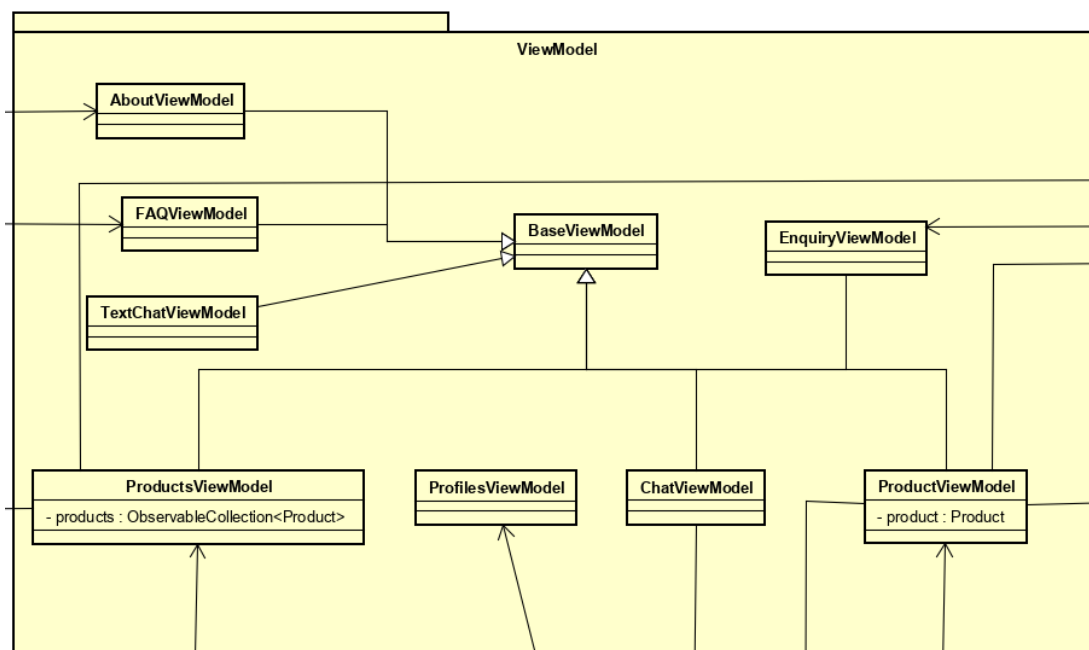 ViewModel
AboutViewModel
FAQViewModel
BaseViewModel
EnquiryViewModel
TextChatViewModel
ProductsViewModel
- products : ObservableCollection<Product>
ProfilesViewModel
ChatViewModel
ProductViewModel
- product : Product